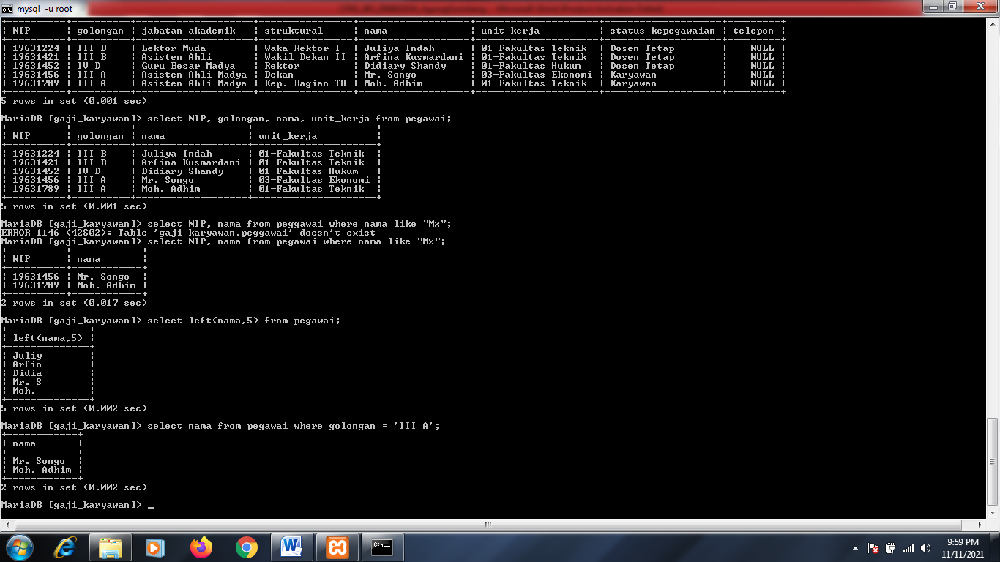 mysql -u root
+----------+----------+---------------------+----------------+------------------+---------------------+--------------------+---------+
¦ NIP      ¦ golongan ¦ jabatan_akademik    ¦ struktural     ¦ nama             ¦ unit_kerja          ¦ status_kepegawaian ¦ telepon ¦
+----------+----------+---------------------+----------------+------------------+---------------------+--------------------+---------+
¦ 19631224 ¦ III B    ¦ Lektor Muda         ¦ Waka Rektor I  ¦ Juliya Indah     ¦ 01-Fakultas Teknik  ¦ Dosen Tetap        ¦    NULL ¦
¦ 19631421 ¦ III B    ¦ Asisten Ahli        ¦ Wakil Dekan II ¦ Arfina Kusmardani ¦ 01-Fakultas Teknik  ¦ Dosen Tetap        ¦    NULL ¦
¦ 19631452 ¦ IV D     ¦ Guru Besar Madya    ¦ Rektor         ¦ Didiary Shandy   ¦ 01-Fakultas Hukum   ¦ Dosen Tetap        ¦    NULL ¦
¦ 19631456 ¦ III A    ¦ Asisten Ahli Madya  ¦ Dekan          ¦ Mr. Songo        ¦ 03-Fakultas Ekonomi ¦ Karyawan           ¦    NULL ¦
¦ 19631789 ¦ III A    ¦ Asisten Ahli Madya  ¦ Kep. Bagian TU ¦ Moh. Adhim       ¦ 01-Fakultas Teknik  ¦ Karyawan           ¦    NULL ¦
+----------+----------+---------------------+----------------+------------------+---------------------+--------------------+---------+
5 rows in set (0.001 sec)
MariaDB [gaji_karyawan]> select NIP, golongan, nama, unit_kerja from pegawai;
+----------+----------+-------------------+---------------------+
¦ NIP      ¦ golongan ¦ nama              ¦ unit_kerja          ¦
+----------+----------+-------------------+---------------------+
¦ 19631224 ¦ III B    ¦ Juliya Indah      ¦ 01-Fakultas Teknik  ¦
¦ 19631421 ¦ III B    ¦ Arfina Kusmardani ¦ 01-Fakultas Teknik  ¦
¦ 19631452 ¦ IV D     ¦ Didiary Shandy    ¦ 01-Fakultas Hukum   ¦
¦ 19631456 ¦ III A    ¦ Mr. Songo         ¦ 03-Fakultas Ekonomi ¦
¦ 19631789 ¦ III A    ¦ Moh. Adhim        ¦ 01-Fakultas Teknik  ¦
+----------+----------+-------------------+---------------------+
5 rows in set (0.001 sec)
MariaDB [gaji_karyawan]> select NIP, nama from peggawai where nama like "M%";
ERROR 1146 (42S02): Table 'gaji_karyawan.peggawai' doesn't exist
MariaDB [gaji_karyawan]> select NIP, nama from pegawai where nama like "M%";
+----------+------------+
¦ NIP      ¦ nama       ¦
+----------+------------+
¦ 19631456 ¦ Mr. Songo  ¦
¦ 19631789 ¦ Moh. Adhim ¦
+----------+------------+
2 rows in set (0.017 sec)
MariaDB [gaji_karyawan]> select left(nama,5) from pegawai;
+--------------+
¦ left(nama,5) ¦
+--------------+
¦ Juliy        ¦
¦ Arfin        ¦
¦ Didia        ¦
¦ Mr. S        ¦
¦ Moh.         ¦
+--------------+
5 rows in set (0.002 sec)
MariaDB [gaji_karyawan]> select nama from pegawai where golongan = 'III A';
+------------+
¦ nama       ¦
+------------+
¦ Mr. Songo  ¦
¦ Moh. Adhim ¦
+------------+
2 rows in set (0.002 sec)
MariaDB [gaji_karyawan]> _
9:59 PM
11/11/2021